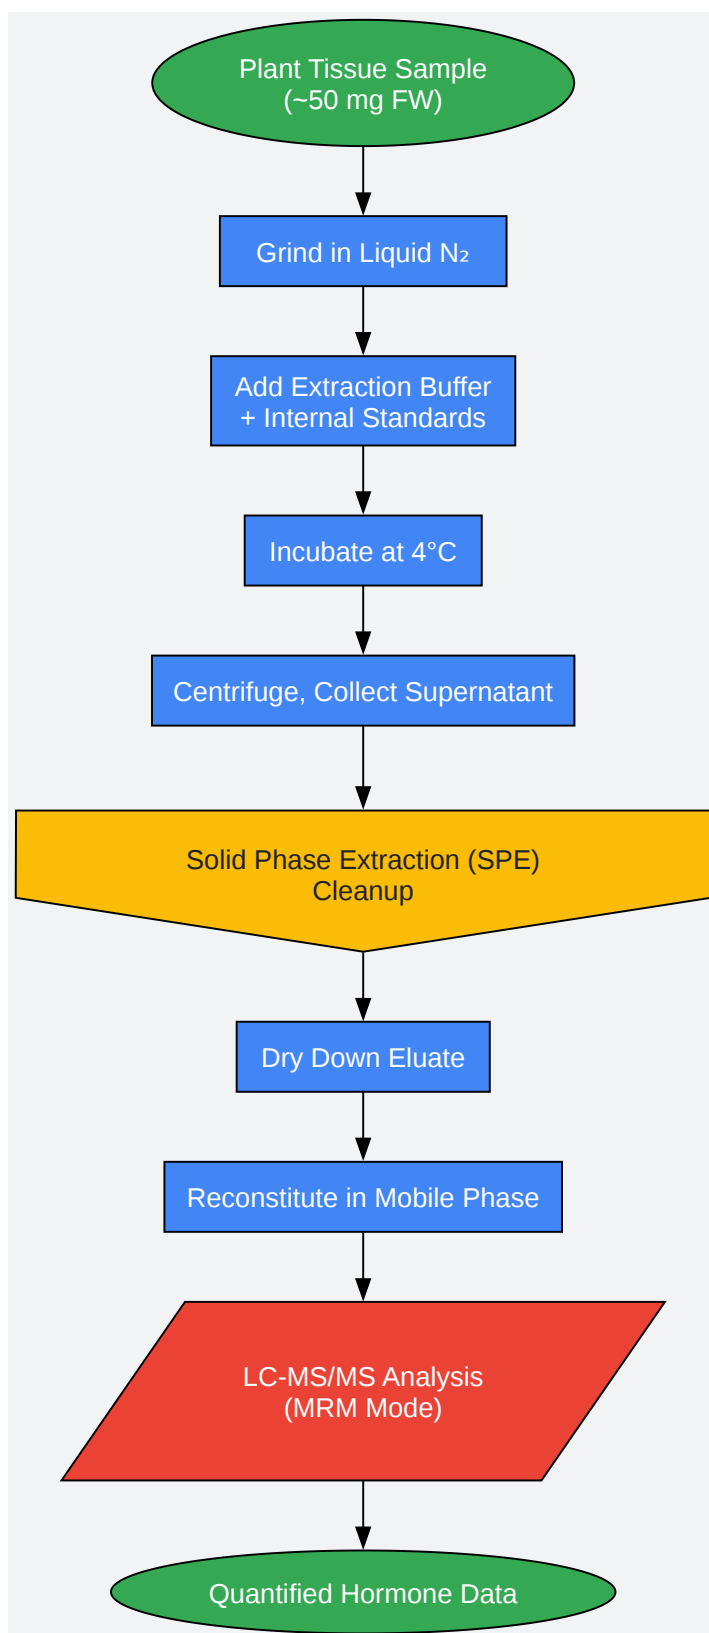 Plant Tissue Sample
(~50 mg FW)
Grind in Liquid N₂
Add Extraction Buffer
+ Internal Standards
Incubate at 4°C
Centrifuge, Collect Supernatant
Solid Phase Extraction (SPE)
Cleanup
Dry Down Eluate
Reconstitute in Mobile Phase
LC-MS/MS Analysis
(MRM Mode)
Quantified Hormone Data